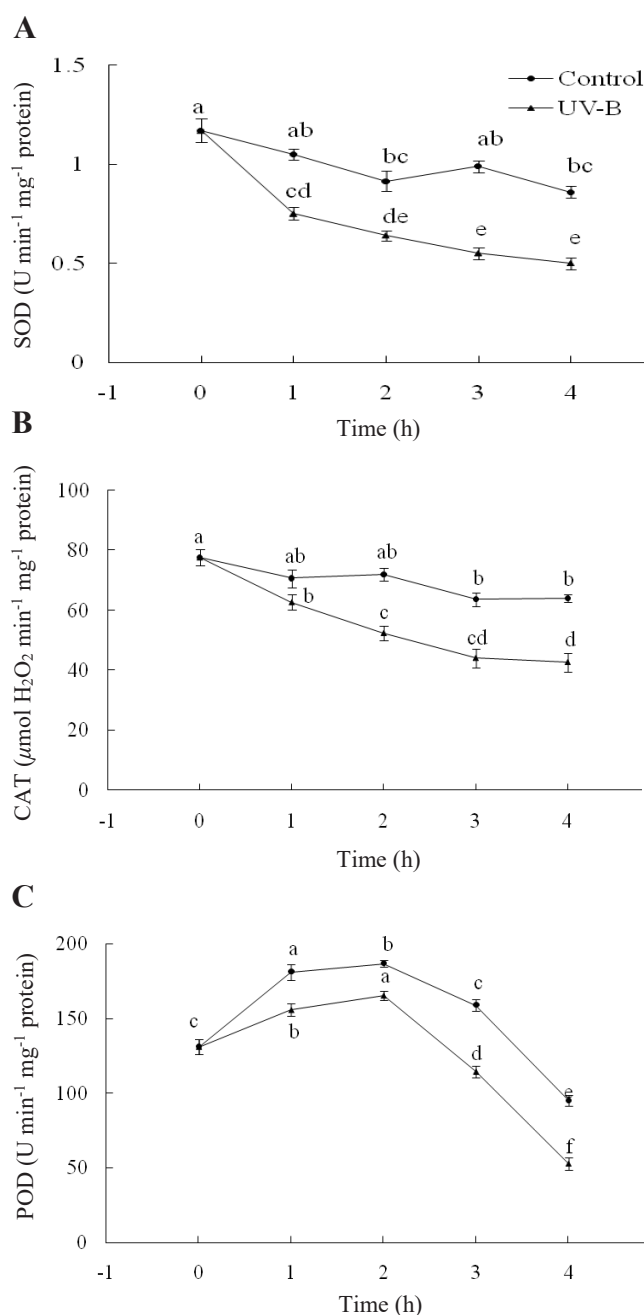 A
SOD (U min⁻¹ mg⁻¹ protein)
1.5
1
0.5
0
Control
UV-B
a
ab
bc
ab
bc
cd
de
e
e
-1
0
1
2
3
4
Time (h)
B
CAT (µmol H₂O₂ min⁻¹ mg⁻¹ protein)
100
80
60
40
20
0
a
ab
ab
b
b
b
c
cd
d
-1
0
1
2
3
4
Time (h)
C
POD (U min⁻¹ mg⁻¹ protein)
200
150
100
50
0
c
a
b
c
e
b
a
d
f
-1
0
1
2
3
4
Time (h)